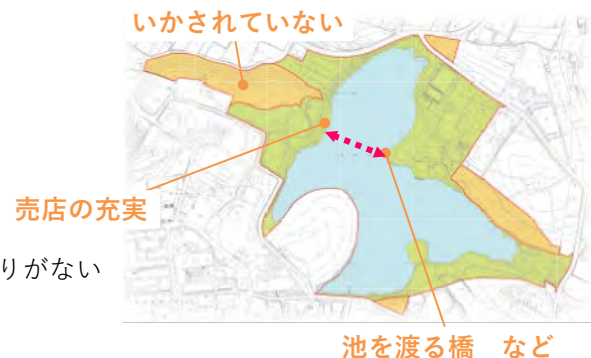 いかされていない
売店の充実
りがない
池を渡る橋　など